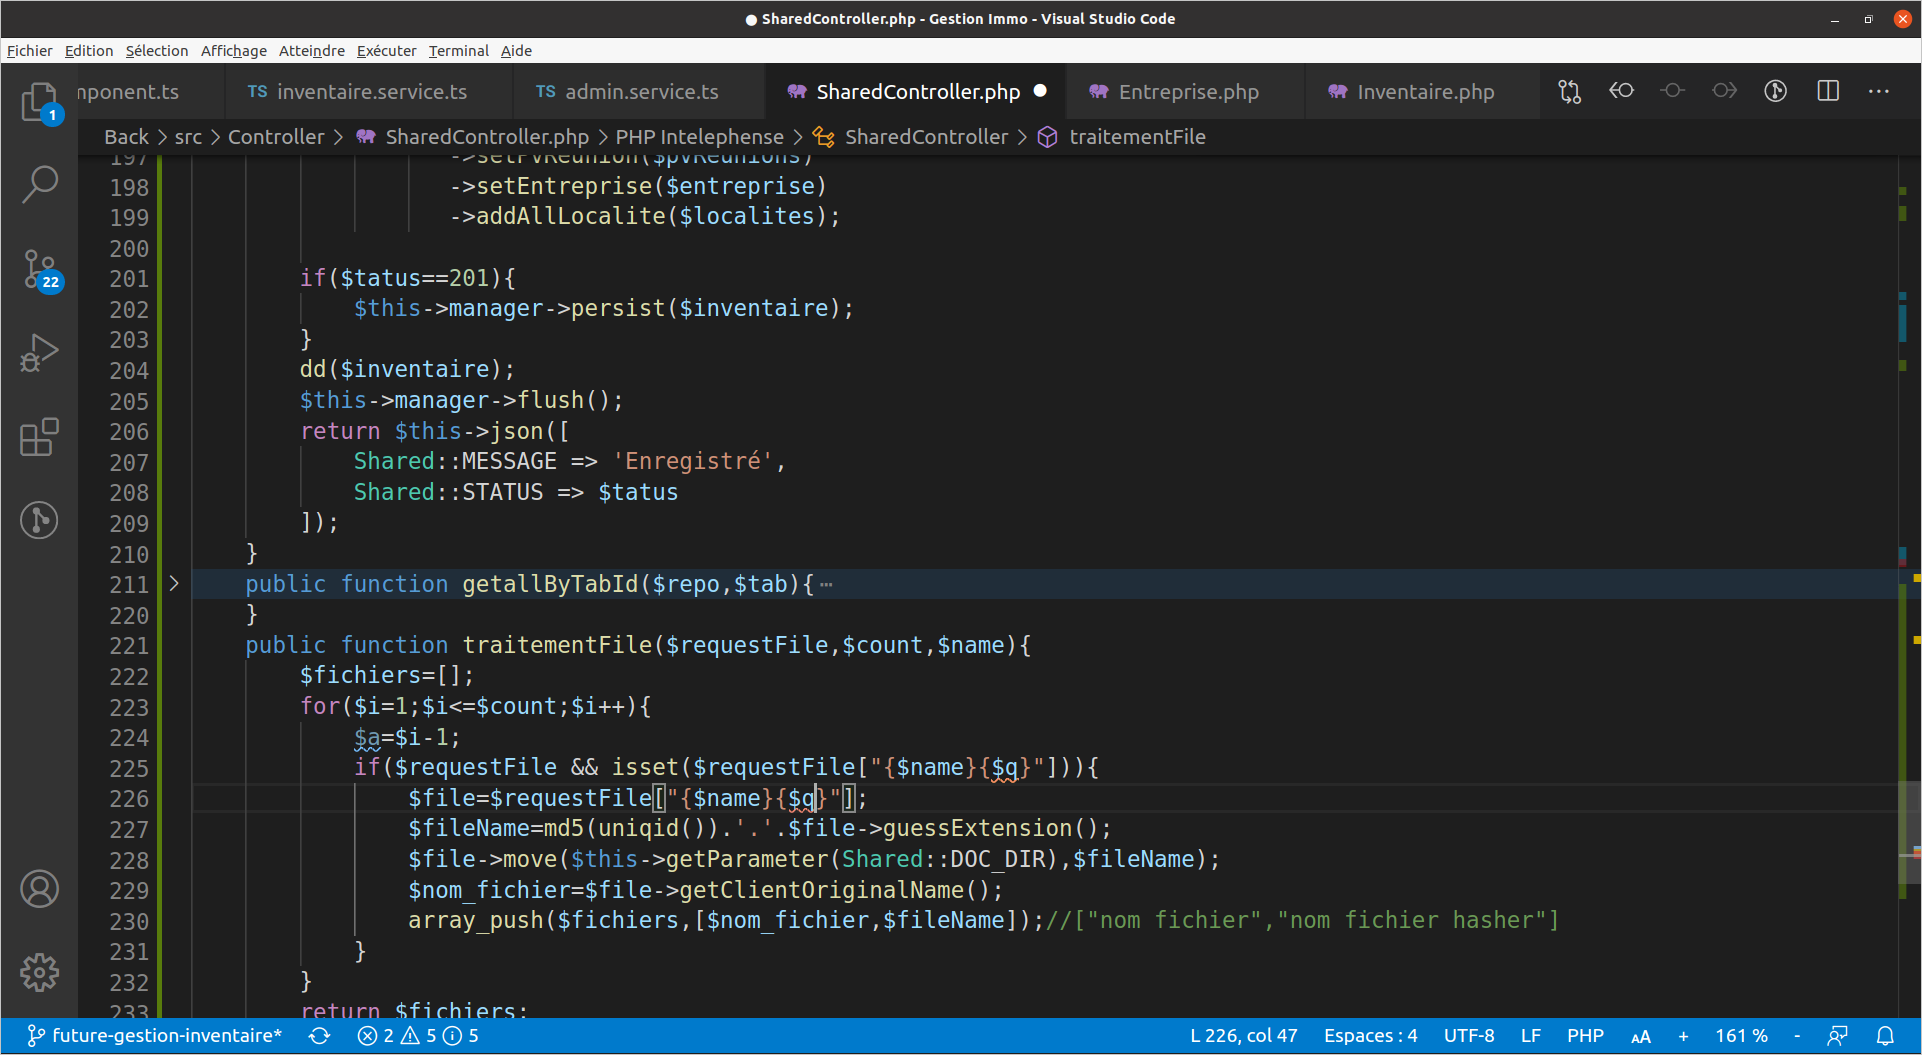 ● SharedController.php - Gestion Immo - Visual Studio Code
Fichier Edition Sélection Affichage Atteindre Exécuter Terminal Aide
mponent.ts TS inventaire.service.ts TS admin.service.ts SharedController.php ● Entreprise.php Inventaire.php ...
1
Back > src > Controller > SharedController.php > PHP Intelephense > SharedController > traitementFile
197 ->setPvReunion($pvReunions)
198 ->setEntreprise($entreprise)
199 ->addAllLocalite($localites);
200
201 if($tatus==201){
22
202 $this->manager->persist($inventaire);
203 }
204 dd($inventaire);
205 $this->manager->flush();
206 return $this->json([
207 Shared::MESSAGE => 'Enregistré',
208 Shared::STATUS => $tatus
209 ]);
210 }
211 > public function getallByTabId($repo,$tab){⋯
220 }
221 public function traitementFile($requestFile,$count,$name){
222 $fichiers=[];
223 for($i=1;$i<=$count;$i++){
224 $a=$i-1;
225 if($requestFile && isset($requestFile["{$name}{$q}"])){
226 $file=$requestFile["{$name}{$q}"];
227 $fileName=md5(uniqid()).'.'.$file->guessExtension();
228 $file->move($this->getParameter(Shared::DOC_DIR),$fileName);
229 $nom_fichier=$file->getClientOriginalName();
230 array_push($fichiers,[$nom_fichier,$fileName]);//["nom fichier","nom fichier hasher"]
231 }
232 }
233 return $fichiers;
future-gestion-inventaire* 2 5 5 L 226, col 47 Espaces : 4 UTF-8 LF PHP AA + 161 % -